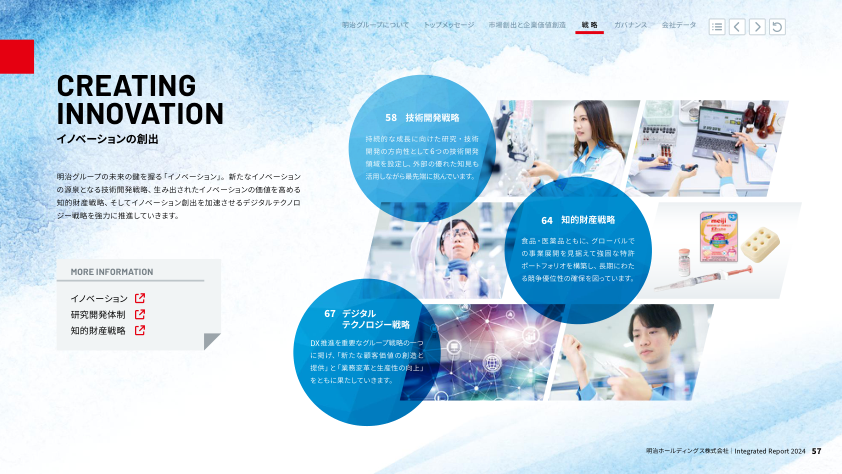 明治グループについて トップメッセージ 市場創出と企業価値創造 戦略 ガバナンス 会社データ
CREATING
INNOVATION
イノベーションの創出
明治グループの未来の鍵を握る「イノベーション」。新たなイノベーション
の源泉となる技術開発戦略、生み出されたイノベーションの価値を高める
知的財産戦略、そしてイノベーション創出を加速させるデジタルテクノロ
ジー戦略を強力に推進していきます。
MORE INFORMATION
イノベーション
研究開発体制
知的財産戦略
58 技術開発戦略
持続的な成長に向けた研究・技術
開発の方向性として6つの技術開発
領域を設定し、外部の優れた知見も
活用しながら最先端に挑んでいます。
64 知的財産戦略
食品・医薬品ともに、グローバルで
の事業展開を見据えて強固な特許
ポートフォリオを構築し、長期にわた
る競争優位性の確保を図っています。
meiji
67 デジタル
テクノロジー戦略
DX推進を重要なグループ戦略の一つ
に掲げ、「新たな顧客価値の創造と
提供」と「業務変革と生産性の向上」
をともに果たしていきます。
明治ホールディングス株式会社 | Integrated Report 2024 57